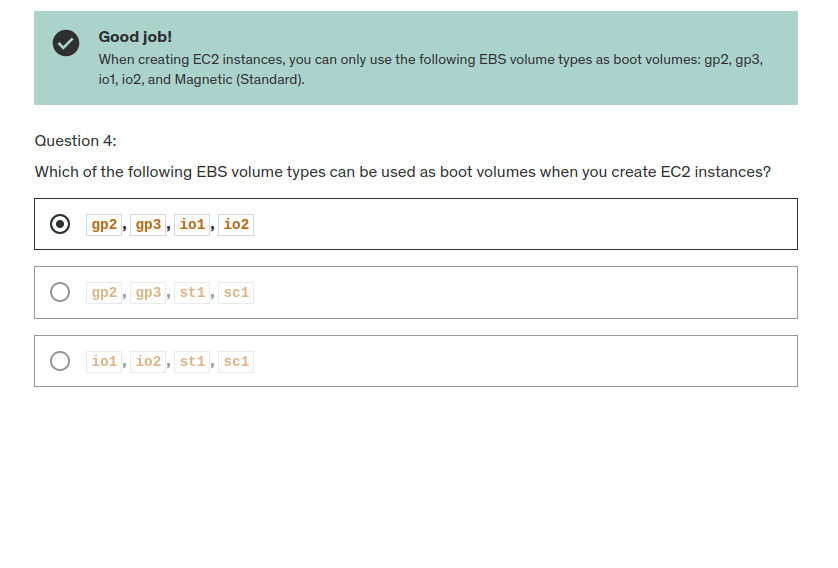 Good job!
When creating EC2 instances, you can only use the following EBS volume types as boot volumes: gp2, gp3,
io1, io2, and Magnetic (Standard).
Question 4:
Which of the following EBS volume types can be used as boot volumes when you create EC2 instances?
gp2, gp3, io1, io2
gp2, gp3, st1, sc1
io1, io2, st1, sc1